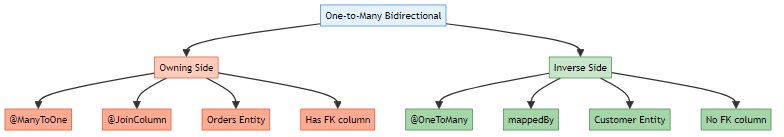 One-to-Many Bidirectional
Owning Side
Inverse Side
@ManyToOne
@JoinColumn
Orders Entity
Has FK column
@OneToMany
mappedBy
Customer Entity
No FK column